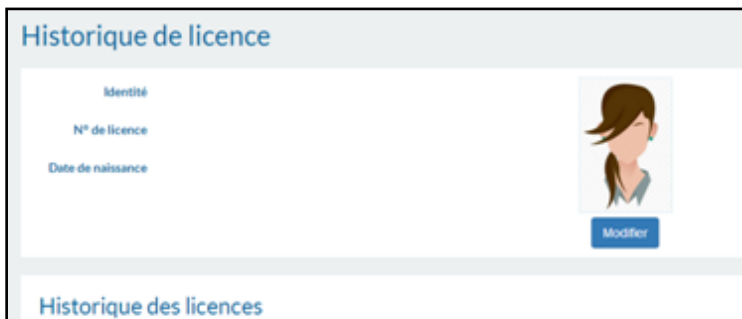 Historique de licence
Identité
N° de licence
Date de naissance
Modifier
Historique des licences